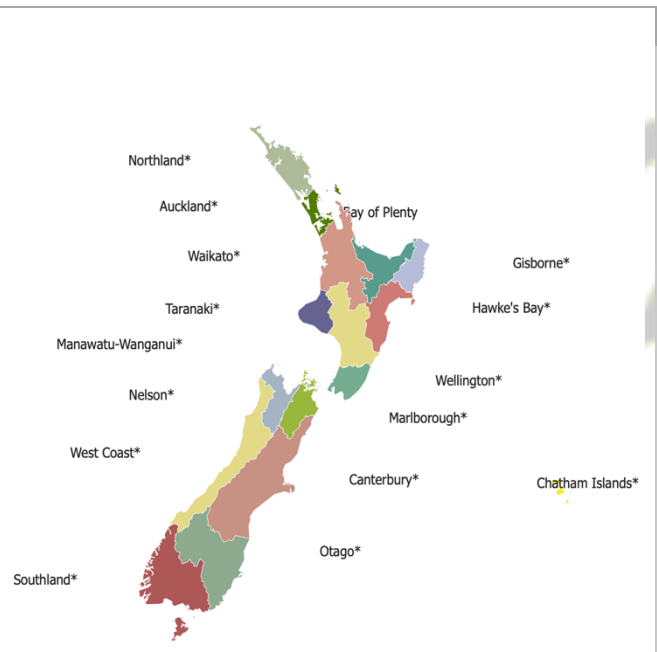 Northland*
Auckland*
Bay of Plenty
Waikato*
Gisborne*
Taranaki*
Hawke's Bay*
Manawatu-Wanganui*
Wellington*
Nelson*
Marlborough*
West Coast*
Canterbury*
Chatham Islands*
Otago*
Southland*